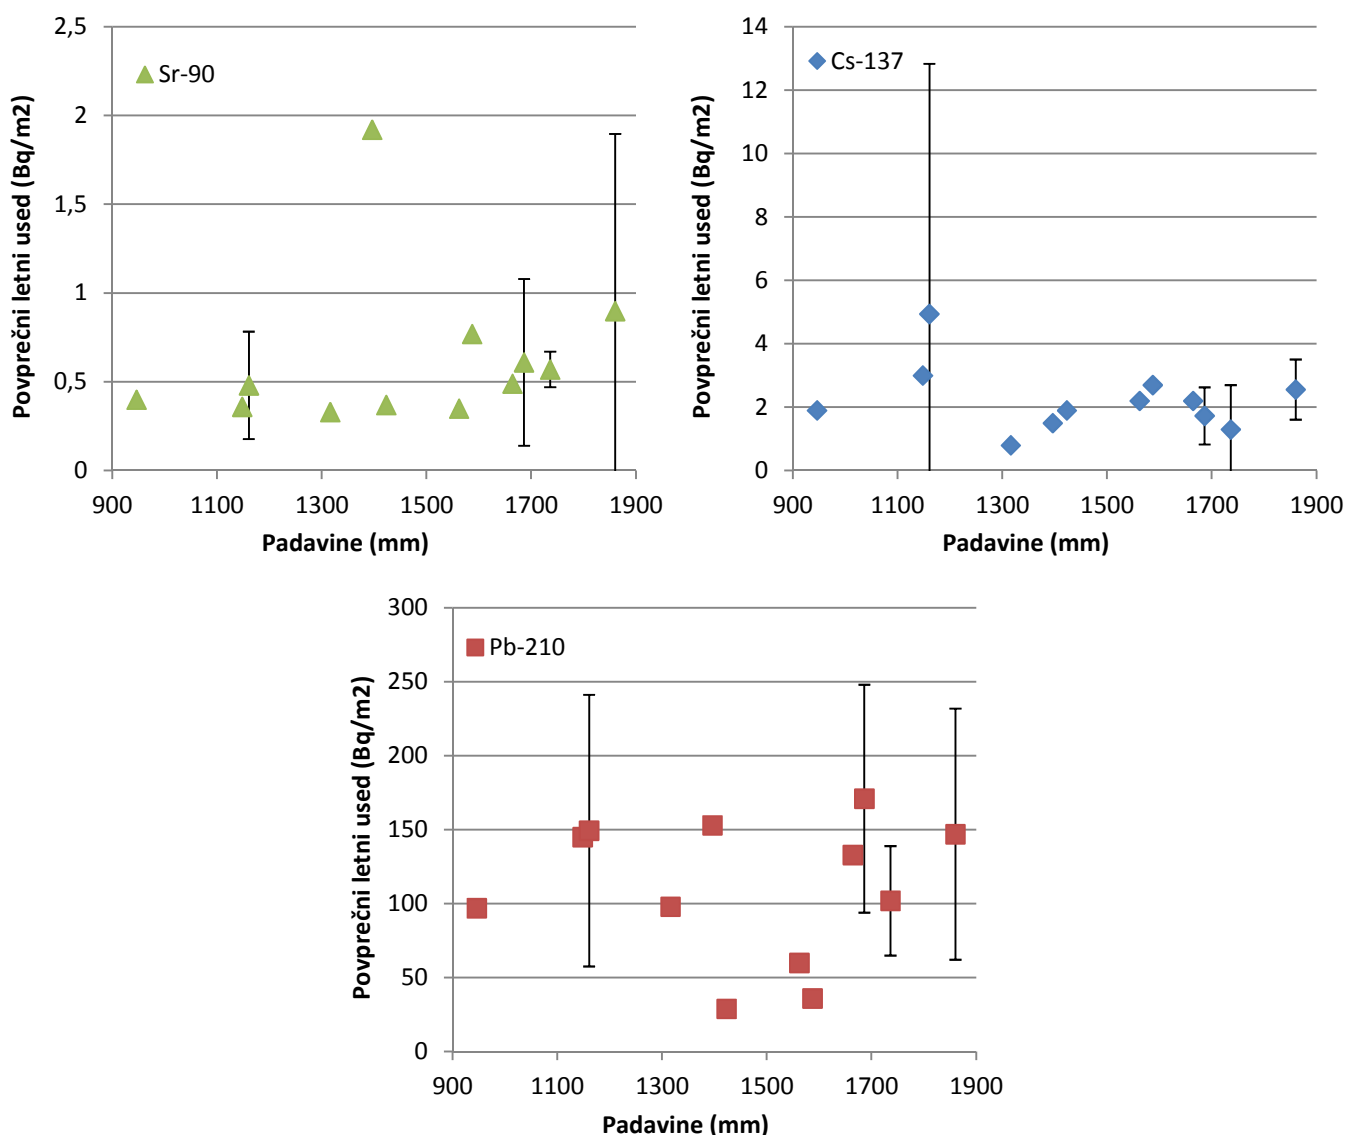 Sr-90
Povprečni letni used (Bq/m2)
2,5
2
1,5
1
0,5
0
900 1100 1300 1500 1700 1900
Padavine (mm)
Cs-137
Povprečni letni used (Bq/m2)
14
12
10
8
6
4
2
0
900 1100 1300 1500 1700 1900
Padavine (mm)
Pb-210
Povprečni letni used (Bq/m2)
300
250
200
150
100
50
0
900 1100 1300 1500 1700 1900
Padavine (mm)